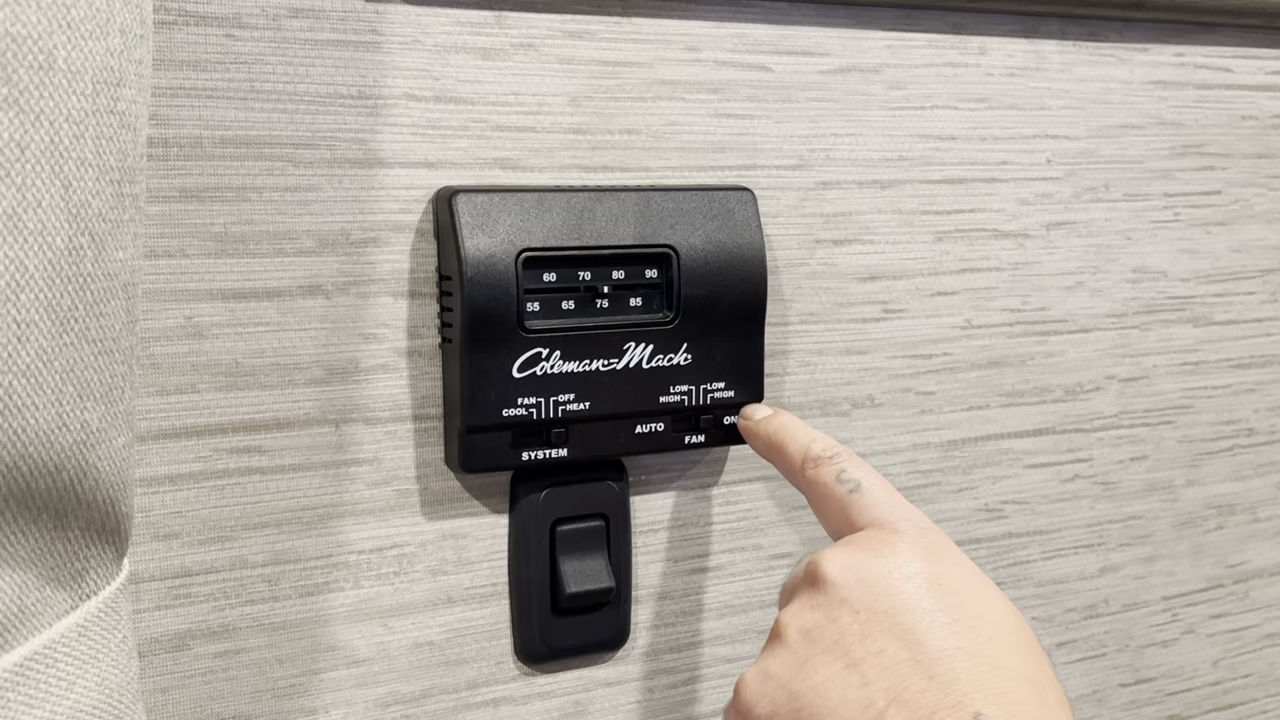 60 70 80 90
55 65 75 85
Coleman-Mach
FAN OFF
COOL HEAT
LOW LOW
HIGH HIGH
AUTO ON
FAN
SYSTEM